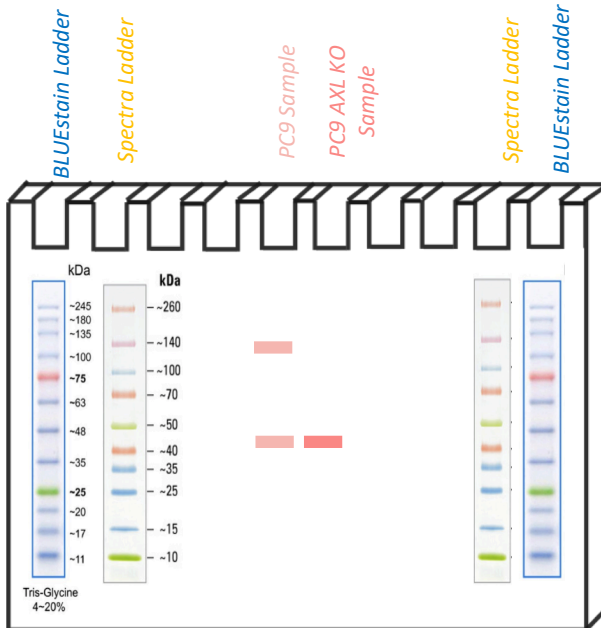 BLUEstain Ladder
Spectra Ladder
PC9 Sample
PC9 AXL KO
Sample
Spectra Ladder
BLUEstain Ladder
kDa
~245
~180
~135
~100
~75
~63
~48
~35
~25
~20
~17
~11
Tris-Glycine
4~20%
kDa
~260
~140
~100
~70
~50
~40
~35
~25
~15
~10